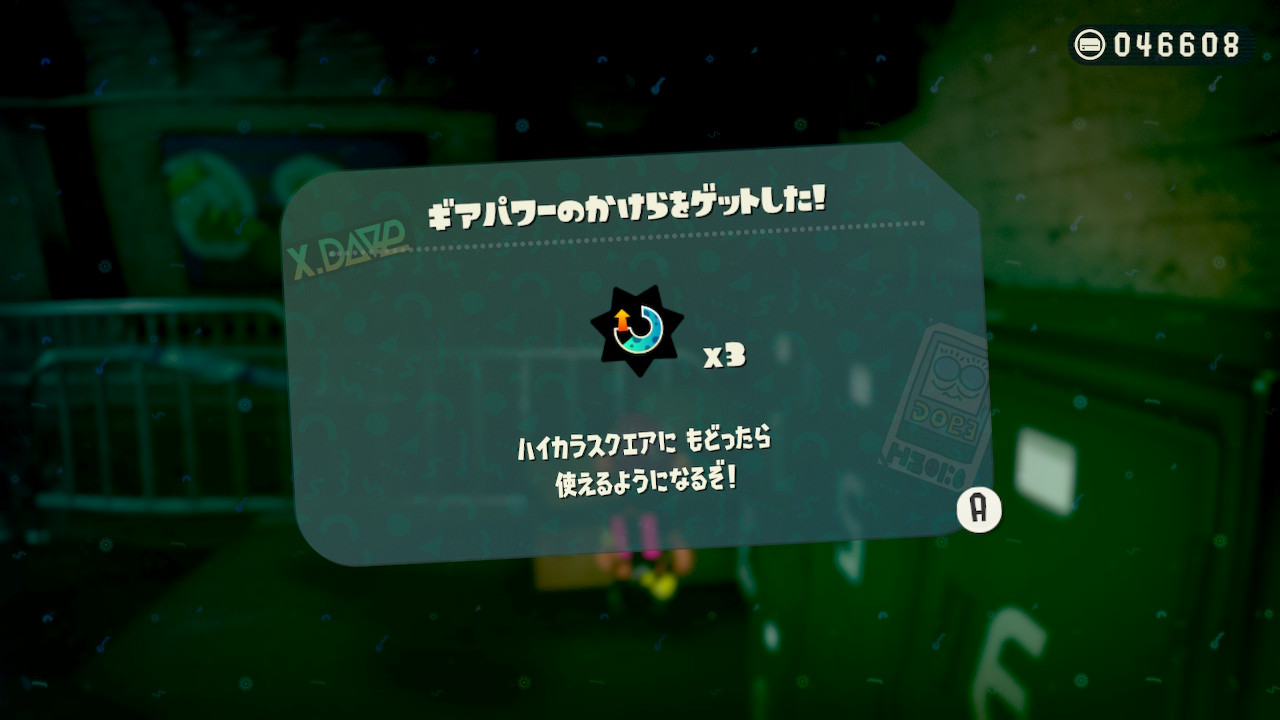 046608
ギアパワーのかけらをゲットした!
X.DAVP
x3
ハイカラスクエアに もどったら
使えるようになるぞ!
A